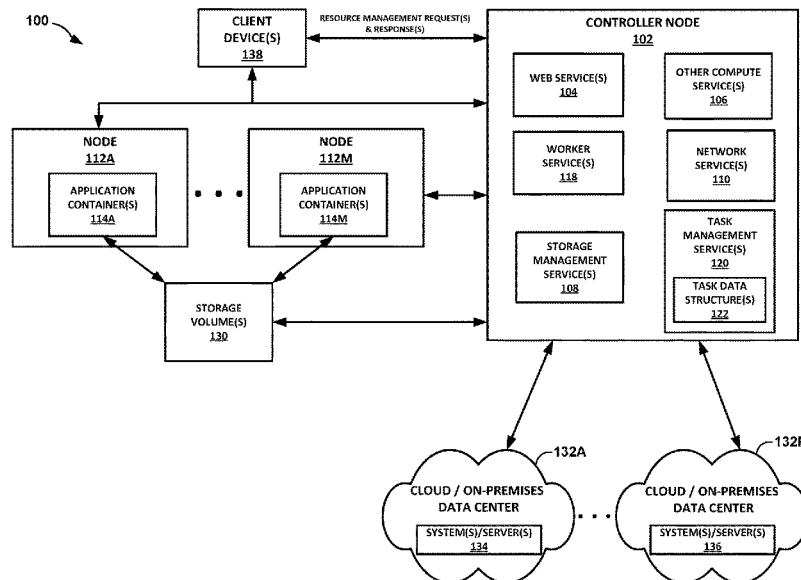 100
CLIENT
DEVICE(S)
138
RESOURCE MANAGEMENT REQUEST(S)
& RESPONSE(S)
CONTROLLER NODE
102
WEB SERVICE(S)
104
OTHER COMPUTE
SERVICE(S)
106
NODE
112A
APPLICATION
CONTAINER(S)
114A
NODE
112M
APPLICATION
CONTAINER(S)
114M
WORKER
SERVICE(S)
118
NETWORK
SERVICE(S)
110
STORAGE
MANAGEMENT
SERVICE(S)
108
TASK
MANAGEMENT
SERVICE(S)
120
TASK DATA
STRUCTURE(S)
122
STORAGE
VOLUME(S)
130
132A
CLOUD / ON-PREMISES
DATA CENTER
SYSTEM(S)/SERVER(S)
134
CLOUD / ON-PREMISES
DATA CENTER
SYSTEM(S)/SERVER(S)
136